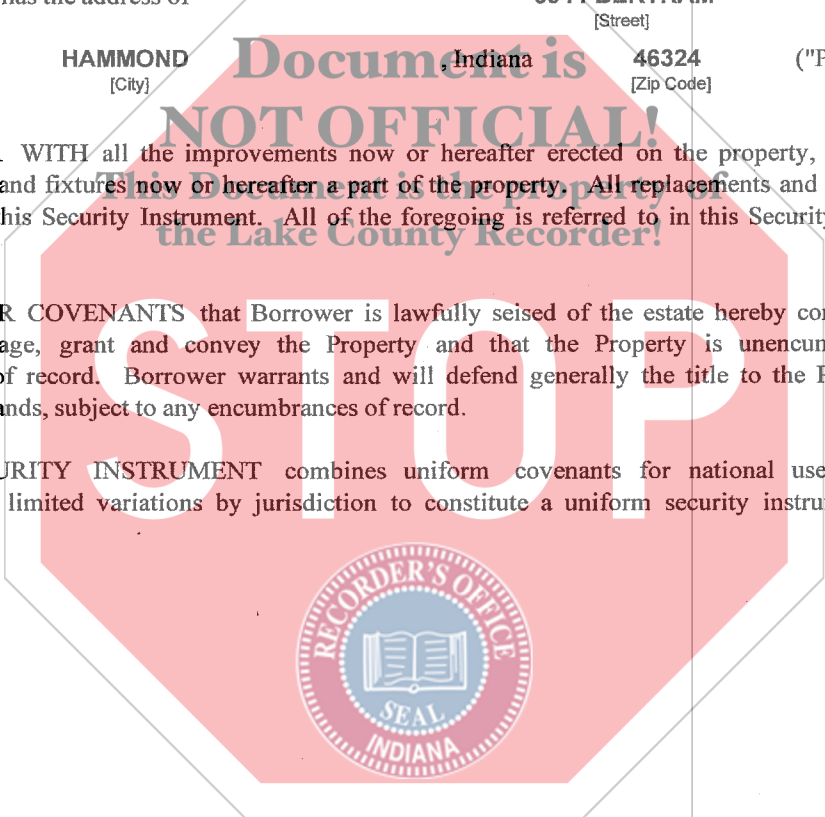 has the address of
[Street]
HAMMOND , Indiana 46324 ("P
[City] [Zip Code]
Document is
NOT OFFICIAL!
This Document is the property of
the Lake County Recorder!
WITH all the improvements now or hereafter erected on the property,
and fixtures now or hereafter a part of the property. All replacements and
his Security Instrument. All of the foregoing is referred to in this Security
R COVENANTS that Borrower is lawfully seised of the estate hereby co
age, grant and convey the Property and that the Property is unencum
of record. Borrower warrants and will defend generally the title to the P
ands, subject to any encumbrances of record.
URITY INSTRUMENT combines uniform covenants for national use
limited variations by jurisdiction to constitute a uniform security instru
STOP
RECORDER'S OFFICE
SEAL
INDIANA